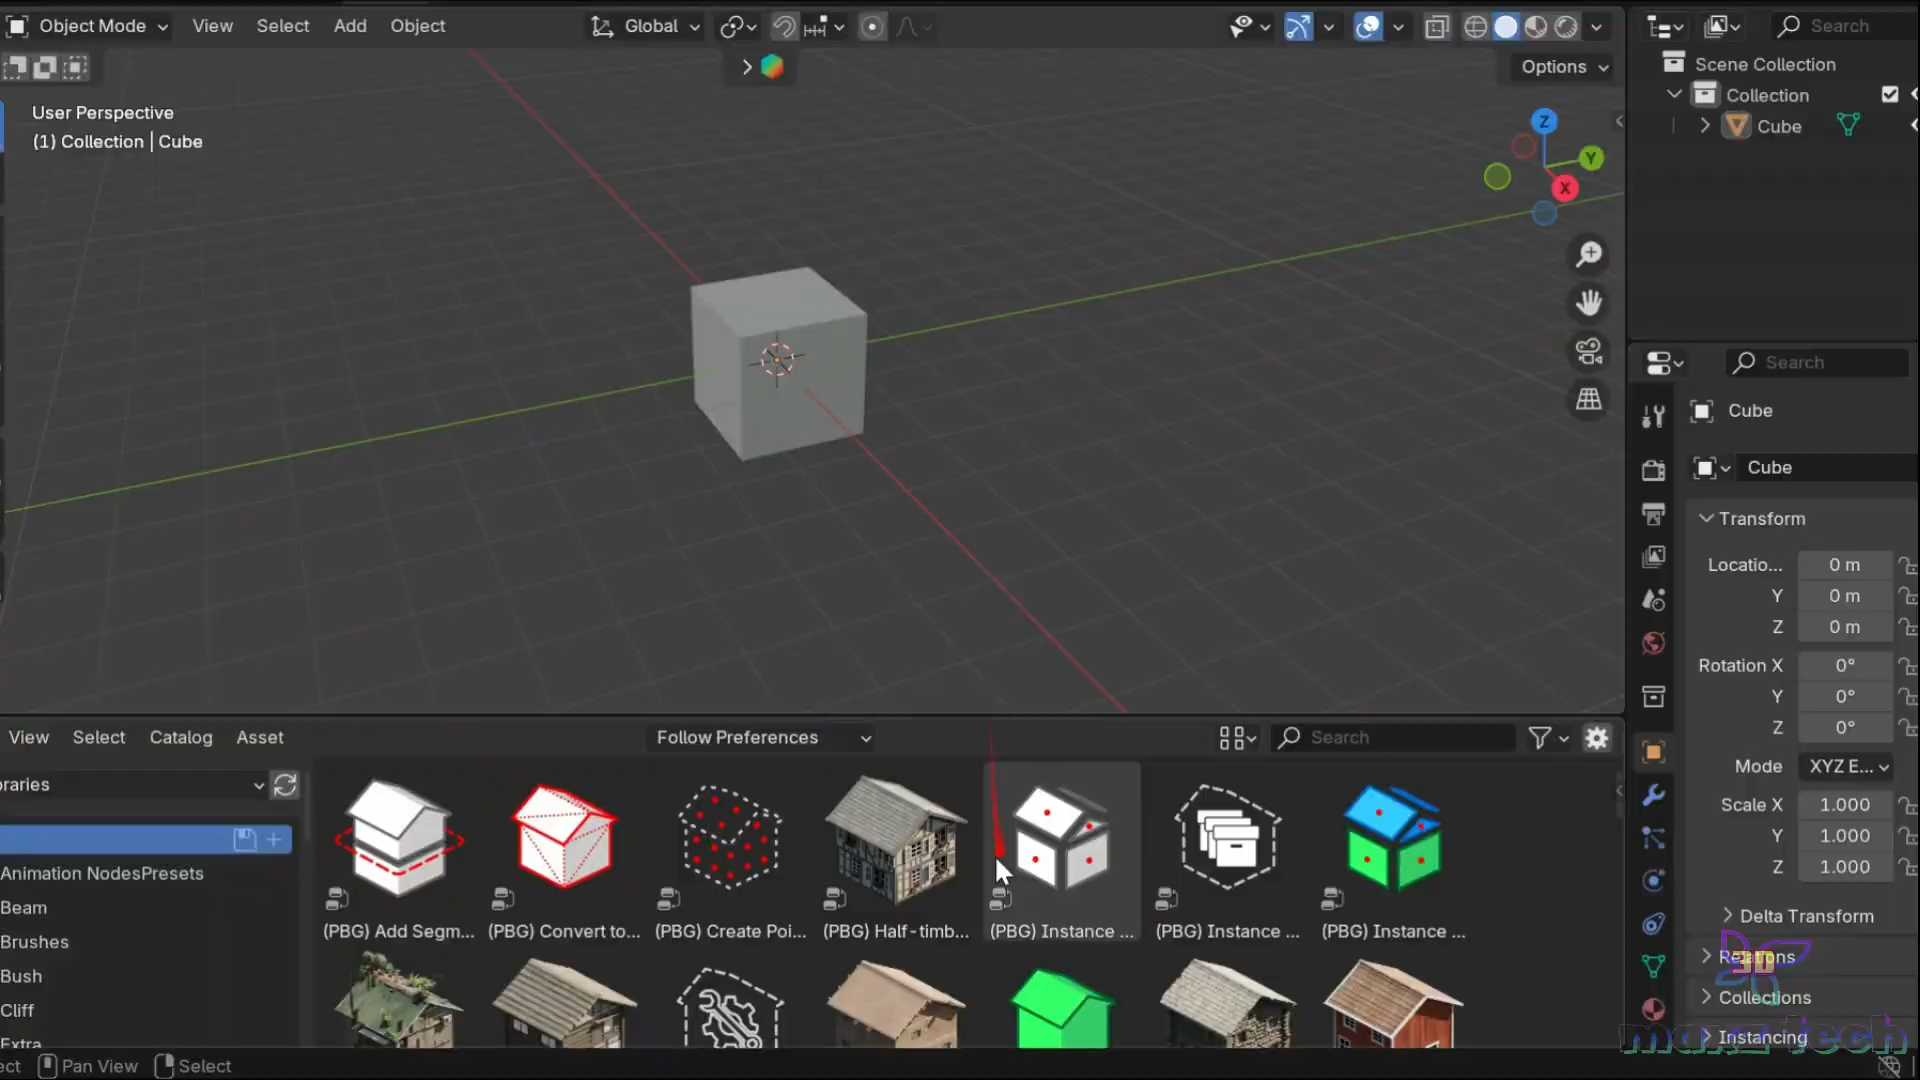 Object Mode View Select Add Object Global Search
Options
User Perspective
(1) Collection | Cube
Z
Y
X
Scene Collection
Collection
Cube
Search
Cube
Cube
Transform
Locatio... 0 m
Y 0 m
Z 0 m
Rotation X 0°
Y 0°
Z 0°
Mode XYZ E...
Scale X 1.000
Y 1.000
Z 1.000
Delta Transform
Relations
Collections
Instancing
3D
maxz tech
View Select Catalog Asset Follow Preferences Search
raries
Animation NodesPresets
Beam
Brushes
Bush
Cliff
Extra
(PBG) Add Segm... (PBG) Convert to... (PBG) Create Poi... (PBG) Half-timb... (PBG) Instance ... (PBG) Instance ... (PBG) Instance ...
ect Pan View Select